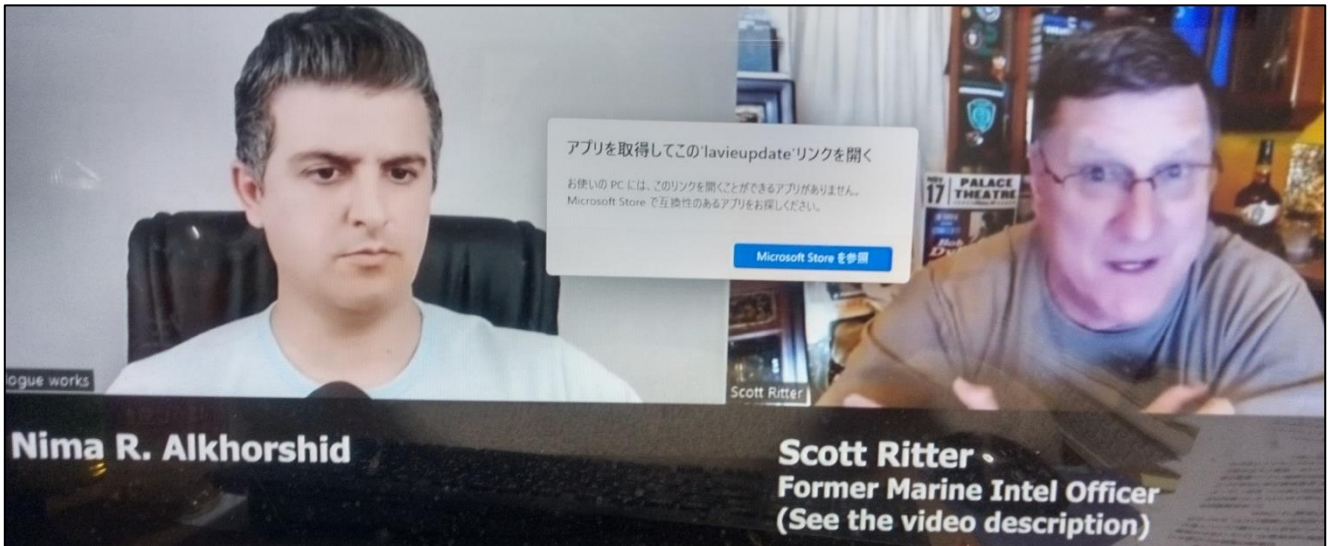 アプリを取得してこの'lavieupdate'リンクを開く
お使いの PC には、このリンクを開くことができるアプリがありません。
Microsoft Store で互換性のあるアプリをお探しください。
Microsoft Store を参照
17
PALACE
THEATRE
Bob
ogue works
Scott Ritter
Nima R. Alkhorshid
Scott Ritter
Former Marine Intel Officer
(See the video description)